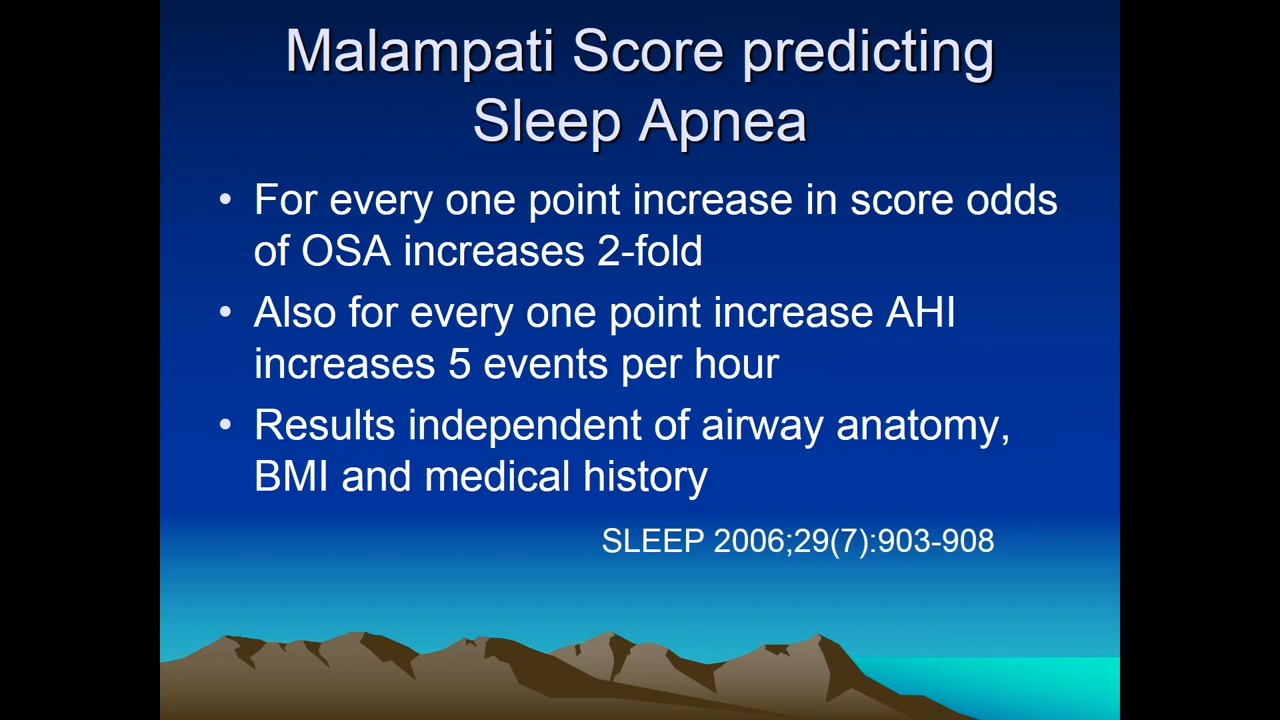 Malampati Score predicting
Sleep Apnea
• For every one point increase in score odds
of OSA increases 2-fold
• Also for every one point increase AHI
increases 5 events per hour
• Results independent of airway anatomy,
BMI and medical history
SLEEP 2006;29(7):903-908